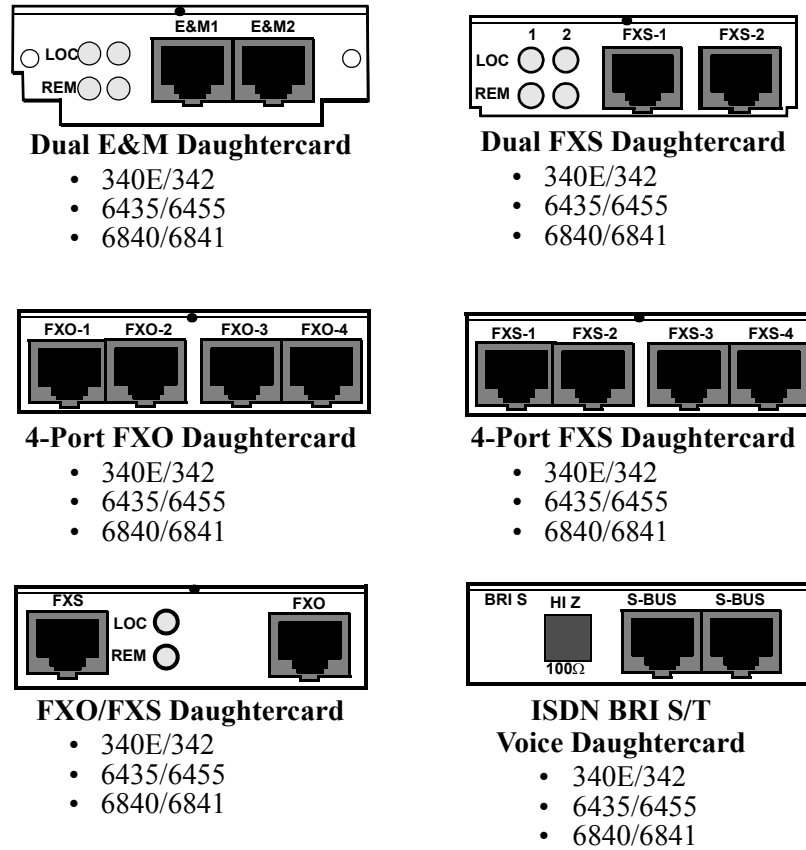 E&M1 E&M2
LOC
REM
Dual E&M Daughtercard
• 340E/342
• 6435/6455
• 6840/6841
1 2 FXS-1 FXS-2
LOC
REM
Dual FXS Daughtercard
• 340E/342
• 6435/6455
• 6840/6841
FXO-1 FXO-2 FXO-3 FXO-4
4-Port FXO Daughtercard
• 340E/342
• 6435/6455
• 6840/6841
FXS-1 FXS-2 FXS-3 FXS-4
4-Port FXS Daughtercard
• 340E/342
• 6435/6455
• 6840/6841
FXS FXO
LOC
REM
FXO/FXS Daughtercard
• 340E/342
• 6435/6455
• 6840/6841
BRI S HI Z S-BUS S-BUS
100Ω
ISDN BRI S/T
Voice Daughtercard
• 340E/342
• 6435/6455
• 6840/6841